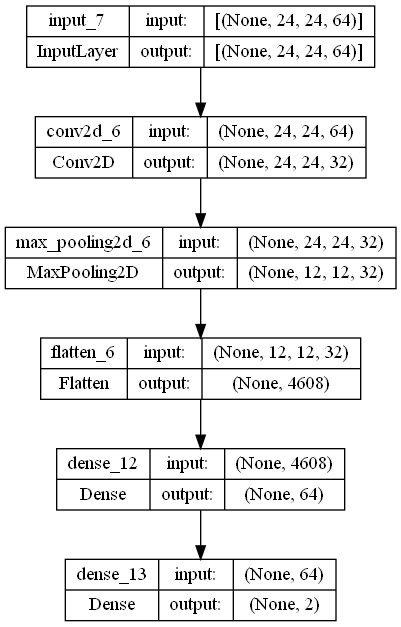 input_7 input: [(None, 24, 24, 64)]
InputLayer output: [(None, 24, 24, 64)]
conv2d_6 input: (None, 24, 24, 64)
Conv2D output: (None, 24, 24, 32)
max_pooling2d_6 input: (None, 24, 24, 32)
MaxPooling2D output: (None, 12, 12, 32)
flatten_6 input: (None, 12, 12, 32)
Flatten output: (None, 4608)
dense_12 input: (None, 4608)
Dense output: (None, 64)
dense_13 input: (None, 64)
Dense output: (None, 2)